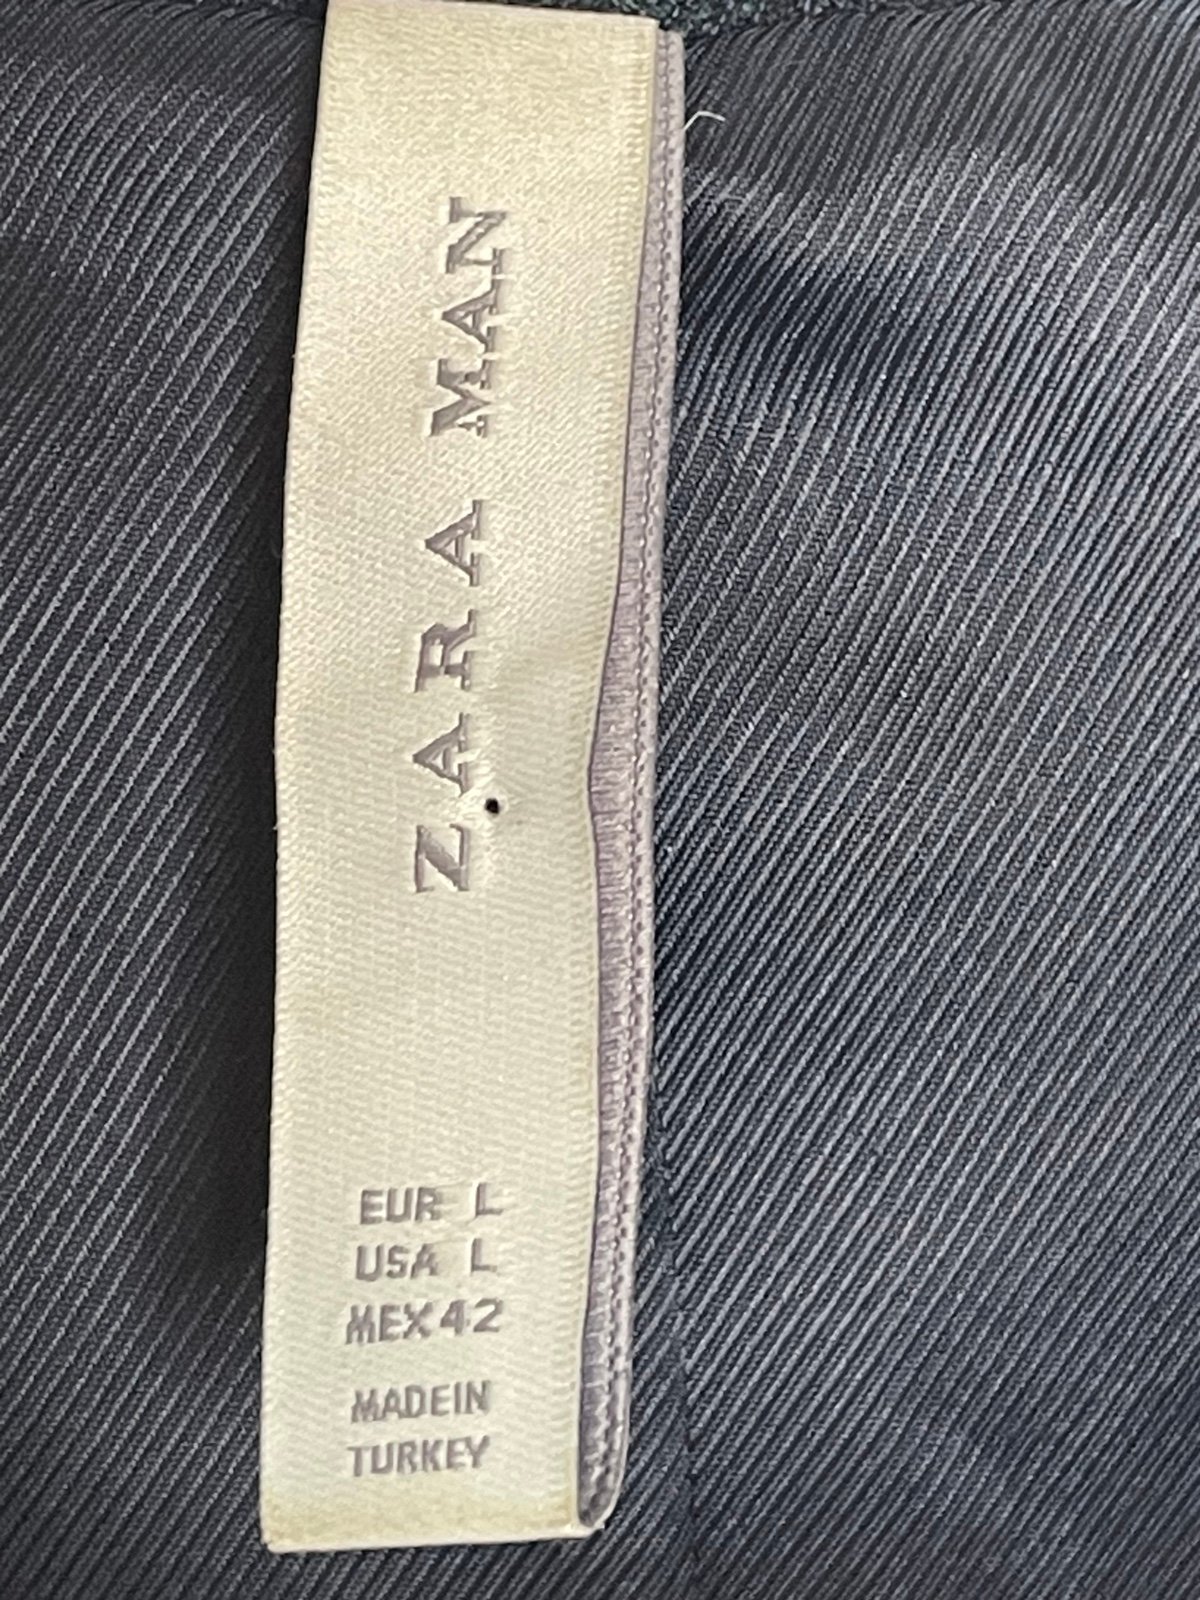 ZARA MAN
EUR L
USA L
MEX 42
MADE IN
TURKEY